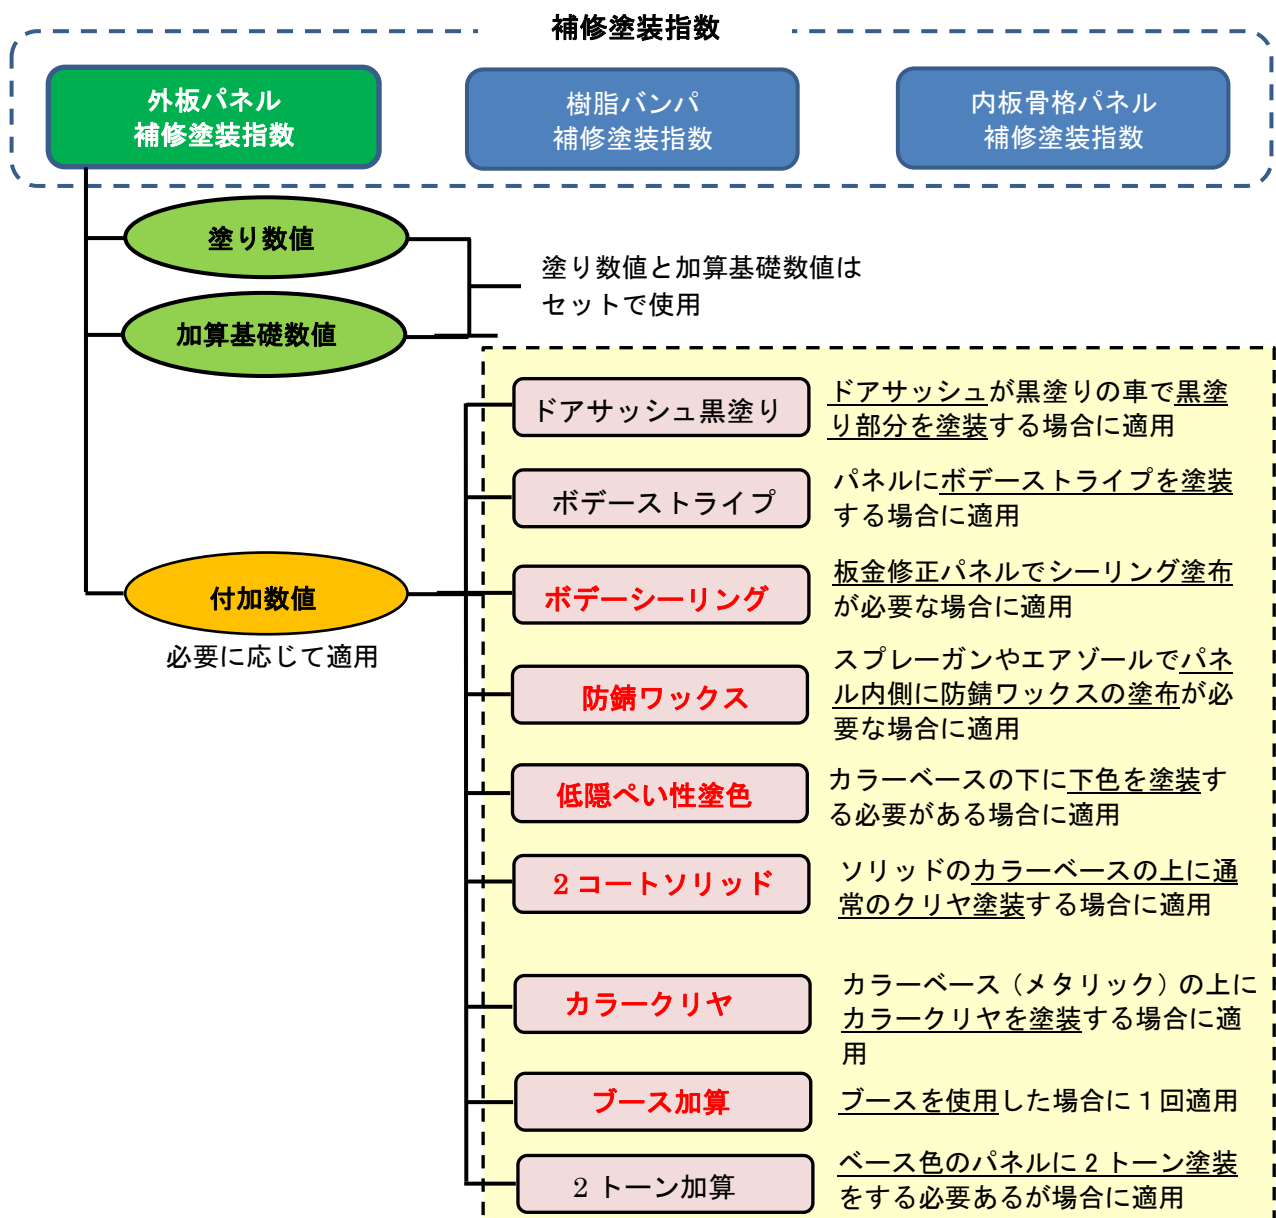 補修塗装指数
外板パネル
補修塗装指数
樹脂バンパ
補修塗装指数
内板骨格パネル
補修塗装指数
塗り数値
加算基礎数値
塗り数値と加算基礎数値は
セットで使用
付加数値
必要に応じて適用
ドアサッシュ黒塗り
ドアサッシュが黒塗りの車で黒塗
り部分を塗装する場合に適用
ボデーストライプ
パネルにボデーストライプを塗装
する場合に適用
ボデーシーリング
板金修正パネルでシーリング塗布
が必要な場合に適用
防錆ワックス
スプレーガンやエアゾールでパネ
ル内側に防錆ワックスの塗布が必
要な場合に適用
低隠ぺい性塗色
カラーベースの下に下色を塗装す
る必要がある場合に適用
2 コートソリッド
ソリッドのカラーベースの上に通
常のクリヤ塗装する場合に適用
カラークリヤ
カラーベース（メタリック）の上に
カラークリヤを塗装する場合に適
用
ブース加算
ブースを使用した場合に 1 回適用
2 トーン加算
ベース色のパネルに 2 トーン塗装
をする必要あるが場合に適用